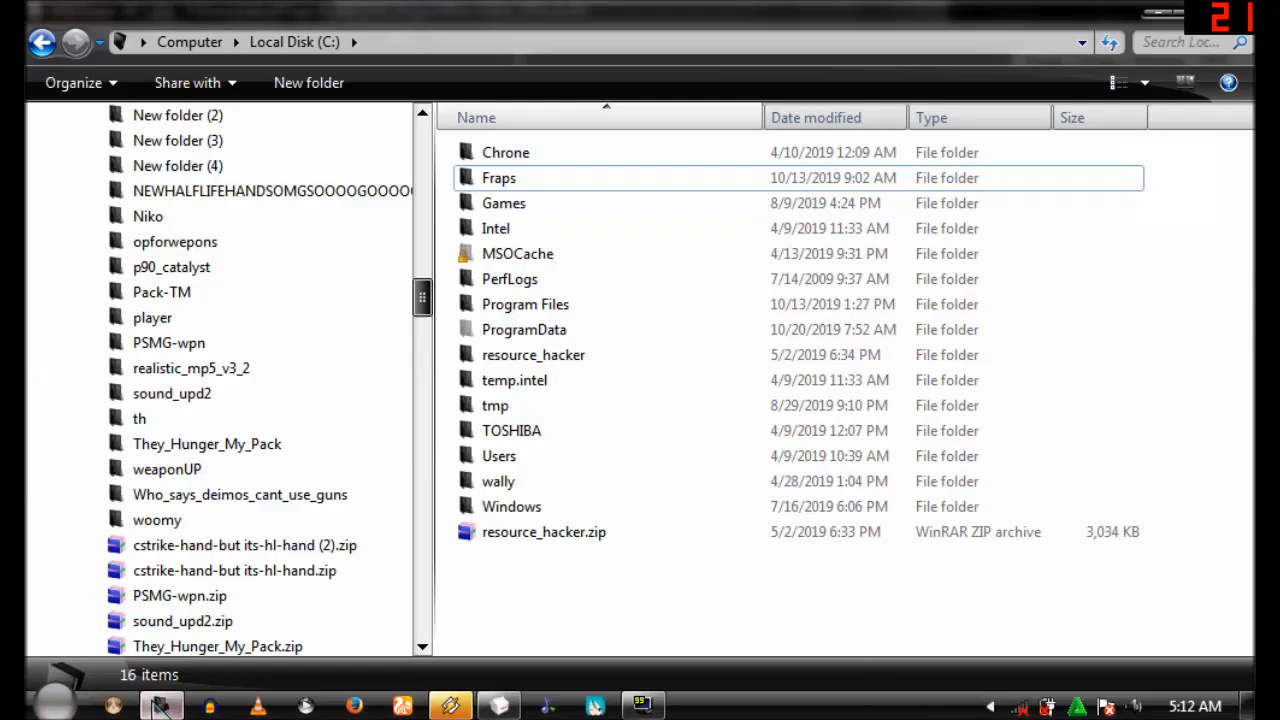 21
Computer Local Disk (C:) Search Loc...
Organize Share with New folder
New folder (2)
New folder (3)
New folder (4)
NEWHALFLIFEHANDSOMGSOOOOGOOOO
Niko
opforwepons
p90_catalyst
Pack-TM
player
PSMG-wpn
realistic_mp5_v3_2
sound_upd2
th
They_Hunger_My_Pack
weaponUP
Who_says_deimos_cant_use_guns
woomy
cstrike-hand-but its-hl-hand (2).zip
cstrike-hand-but its-hl-hand.zip
PSMG-wpn.zip
sound_upd2.zip
They_Hunger_My_Pack.zip
Name Date modified Type Size
Chrone 4/10/2019 12:09 AM File folder
Fraps 10/13/2019 9:02 AM File folder
Games 8/9/2019 4:24 PM File folder
Intel 4/9/2019 11:33 AM File folder
MSOCache 4/13/2019 9:31 PM File folder
PerfLogs 7/14/2009 9:37 AM File folder
Program Files 10/13/2019 1:27 PM File folder
ProgramData 10/20/2019 7:52 AM File folder
resource_hacker 5/2/2019 6:34 PM File folder
temp.intel 4/9/2019 11:33 AM File folder
tmp 8/29/2019 9:10 PM File folder
TOSHIBA 4/9/2019 12:07 PM File folder
Users 4/9/2019 10:39 AM File folder
wally 4/28/2019 1:04 PM File folder
Windows 7/16/2019 6:06 PM File folder
resource_hacker.zip 5/2/2019 6:33 PM WinRAR ZIP archive 3,034 KB
16 items
99
5:12 AM